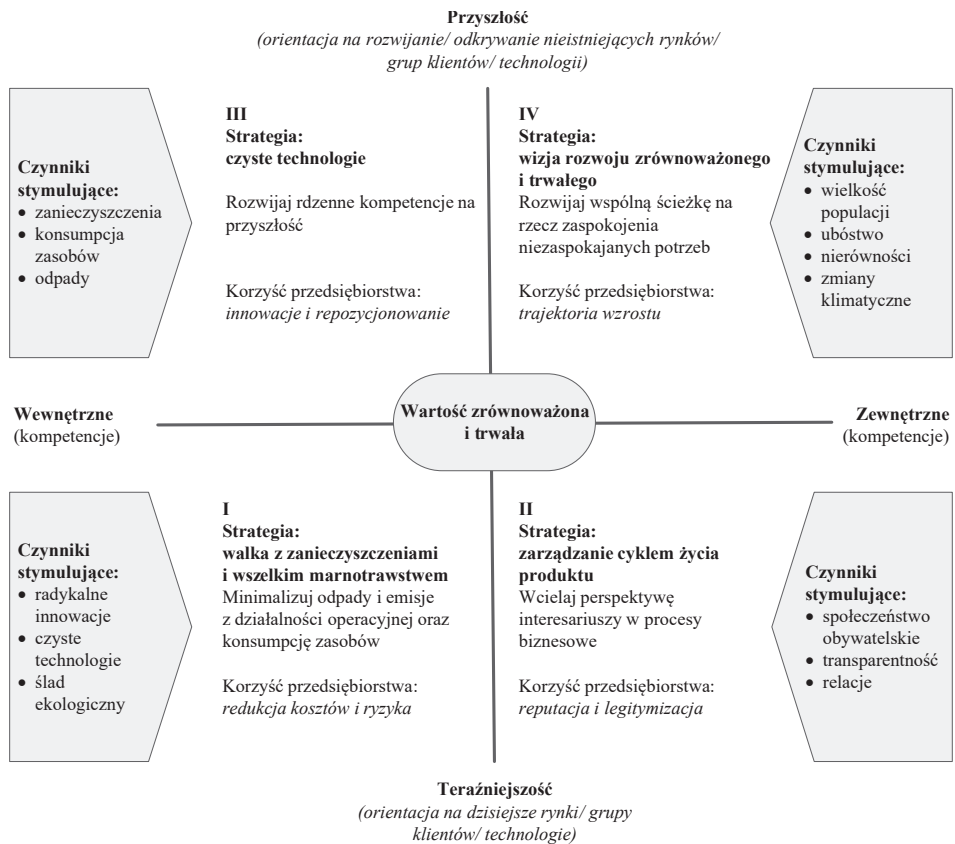 Przyszłość
(orientacja na rozwijanie/ odkrywanie nieistniejących rynków/
grup klientów/ technologii)
Czynniki
stymulujące:
• zanieczyszczenia
• konsumpcja
zasobów
• odpady
III
Strategia:
czyste technologie
Rozwijaj rdzenne kompetencje na
przyszłość
Korzyść przedsiębiorstwa:
innowacje i repozycjonowanie
IV
Strategia:
wizja rozwoju zrównoważonego
i trwałego
Rozwijaj wspólną ścieżkę na
rzecz zaspokojenia
niezaspokajanych potrzeb
Korzyść przedsiębiorstwa:
trajektoria wzrostu
Czynniki
stymulujące:
• wielkość
populacji
• ubóstwo
• nierówności
• zmiany
klimatyczne
Wewnętrzne
(kompetencje)
Wartość zrównoważona
i trwała
Zewnętrzne
(kompetencje)
Czynniki
stymulujące:
• radykalne
innowacje
• czyste
technologie
• ślad
ekologiczny
I
Strategia:
walka z zanieczyszczeniami
i wszelkim marnotrawstwem
Minimalizuj odpady i emisje
z działalności operacyjnej oraz
konsumpcję zasobów
Korzyść przedsiębiorstwa:
redukcja kosztów i ryzyka
II
Strategia:
zarządzanie cyklem życia
produktu
Wcielaj perspektywę
interesariuszy w procesy
biznesowe
Korzyść przedsiębiorstwa:
reputacja i legitymizacja
Czynniki
stymulujące:
• społeczeństwo
obywatelskie
• transparentność
• relacje
Teraźniejszość
(orientacja na dzisiejsze rynki/ grupy
klientów/ technologie)